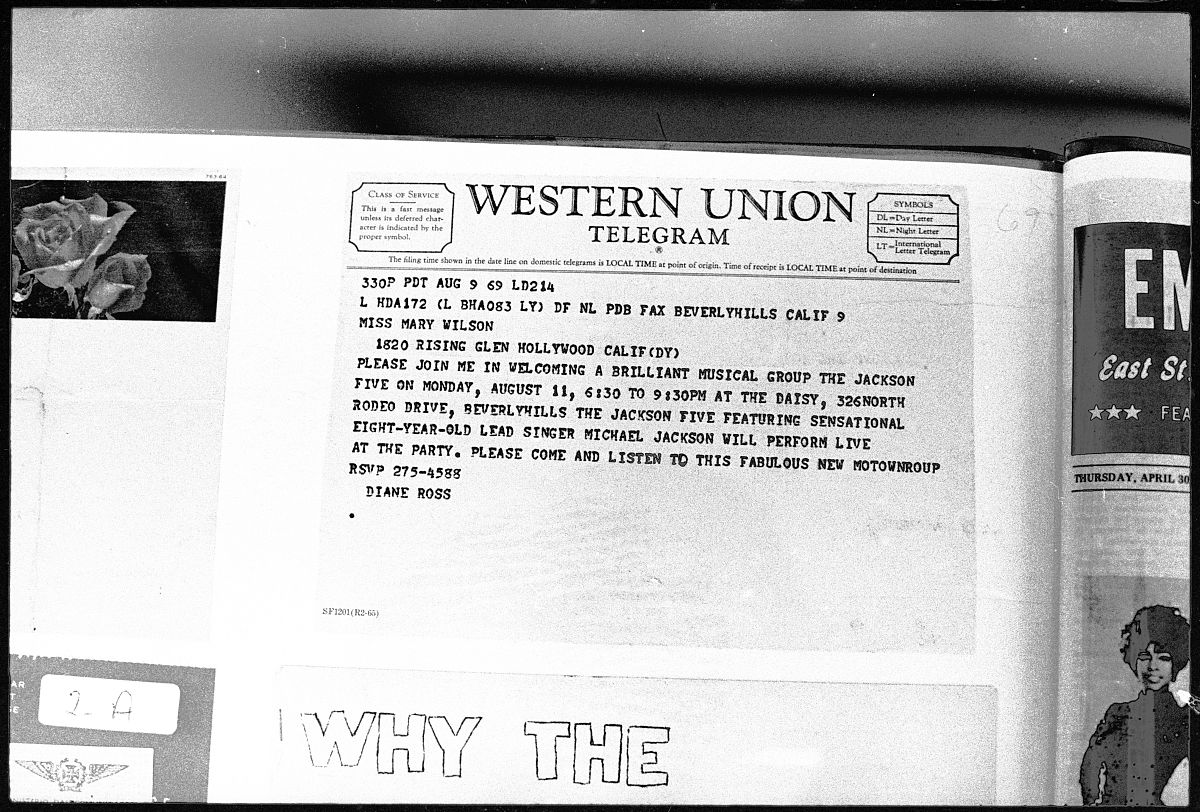 763-64
CLASS OF SERVICE
This is a fast message
unless its deferred char-
acter is indicated by the
proper symbol.
WESTERN UNION
TELEGRAM
®
SYMBOLS
DL=Day Letter
NL=Night Letter
LT=International Letter Telegram
The filing time shown in the date line on domestic telegrams is LOCAL TIME at point of origin. Time of receipt is LOCAL TIME at point of destination
330P PDT AUG 9 69 LD214
L HDA172 (L BHA083 LY) DF NL PDB FAX BEVERLYHILLS CALIF 9
MISS MARY WILSON
1820 RISING GLEN HOLLYWOOD CALIF(DY)
PLEASE JOIN ME IN WELCOMING A BRILLIANT MUSICAL GROUP THE JACKSON
FIVE ON MONDAY, AUGUST 11, 6:30 TO 9:30PM AT THE DAISY, 326NORTH
RODEO DRIVE, BEVERLYHILLS THE JACKSON FIVE FEATURING SENSATIONAL
EIGHT-YEAR-OLD LEAD SINGER MICHAEL JACKSON WILL PERFORM LIVE
AT THE PARTY. PLEASE COME AND LISTEN TO THIS FABULOUS NEW MOTOWNROUP
RSVP 275-4588
DIANE ROSS
SF1201(R2-65)
2-A
WHY THE
69
EM
East St.
★★★ FEA
THURSDAY, APRIL 30